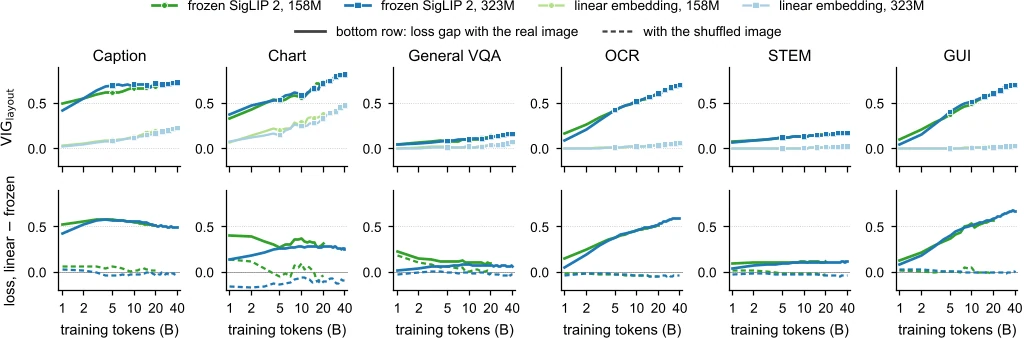 frozen SigLIP 2, 158M frozen SigLIP 2, 323M linear embedding, 158M linear embedding, 323M
bottom row: loss gap with the real image with the shuffled image
Caption Chart General VQA OCR STEM GUI
VIG_layout
0.5 0.5 0.5 0.5 0.5 0.5
0.0 0.0 0.0 0.0 0.0 0.0
loss, linear − frozen
0.5 0.5 0.5 0.5 0.5 0.5
0.0 0.0 0.0 0.0 0.0 0.0
1 2 5 10 20 40 1 2 5 10 20 40 1 2 5 10 20 40 1 2 5 10 20 40 1 2 5 10 20 40 1 2 5 10 20 40
training tokens (B) training tokens (B) training tokens (B) training tokens (B) training tokens (B) training tokens (B)